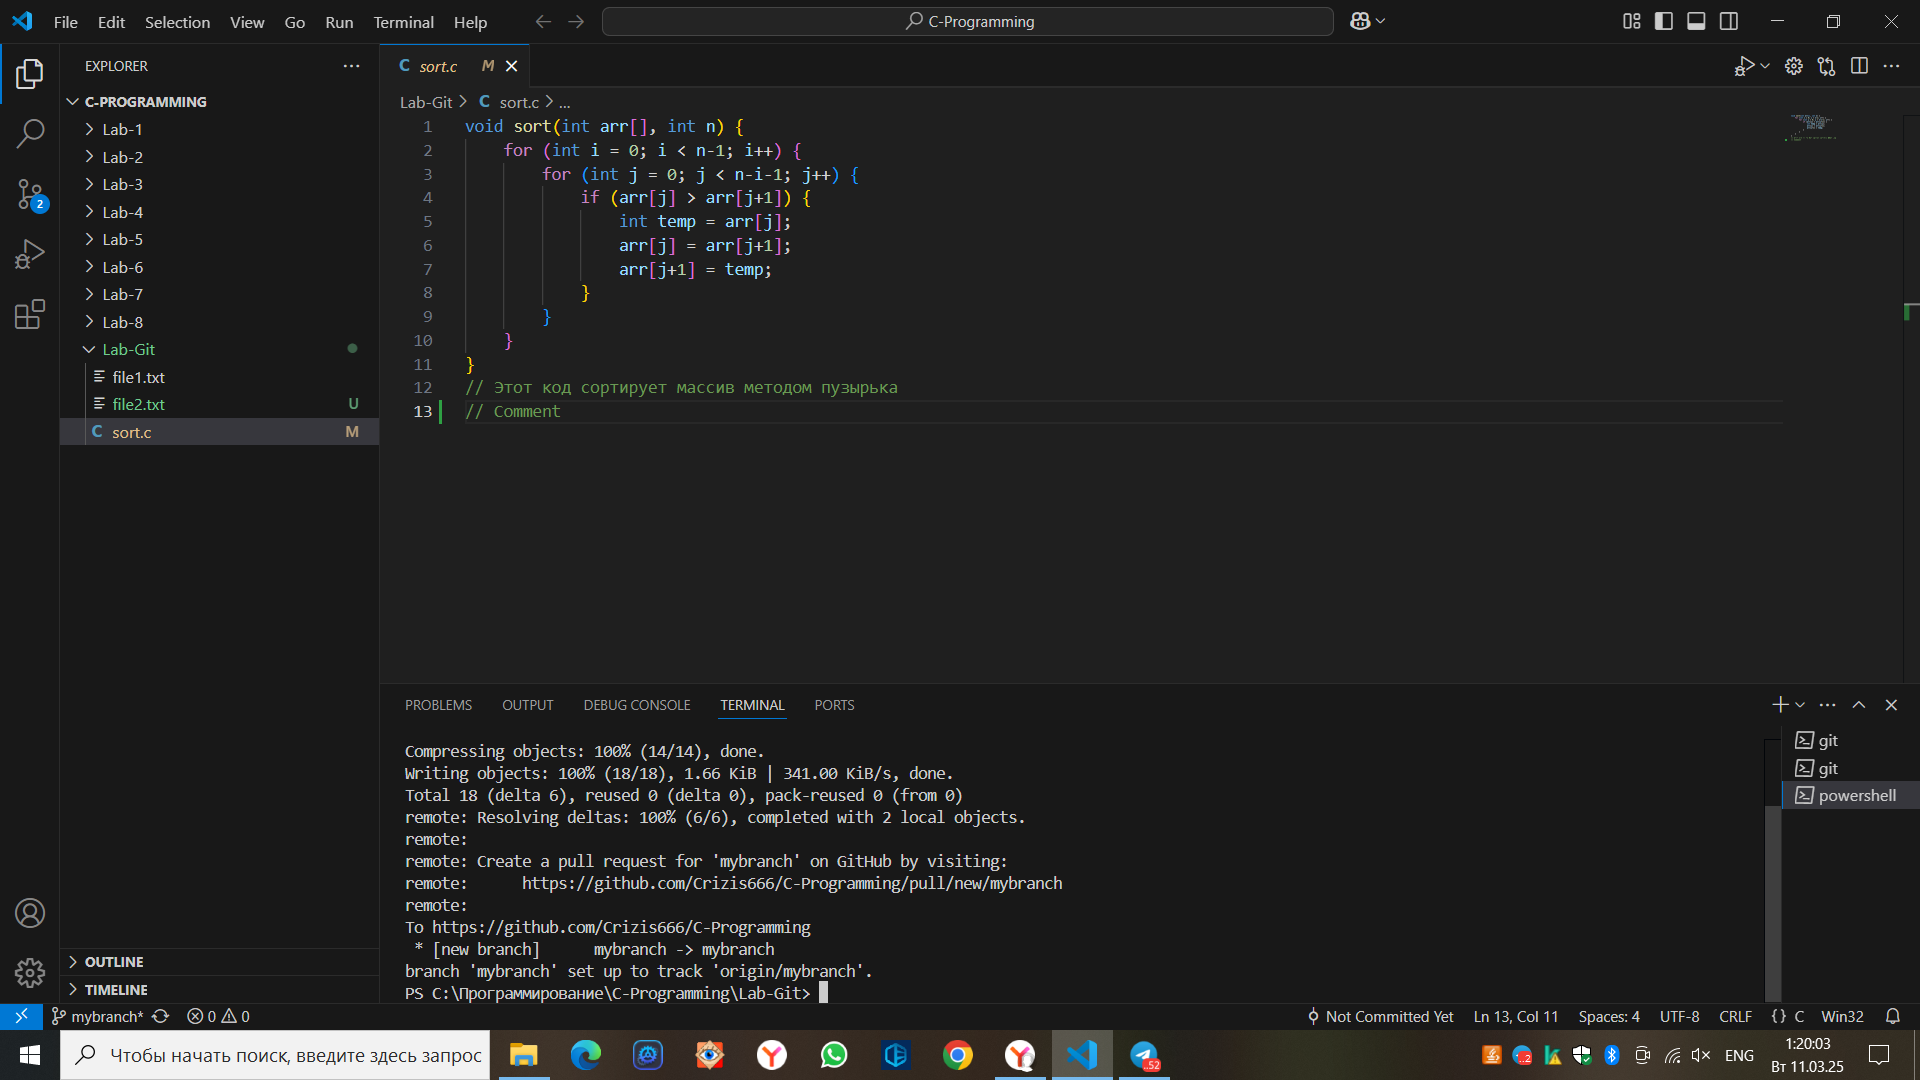 File Edit Selection View Go Run Terminal Help
C-Programming
EXPLORER
C-PROGRAMMING
Lab-1
Lab-2
Lab-3
Lab-4
Lab-5
Lab-6
Lab-7
Lab-8
Lab-Git
file1.txt
file2.txt U
sort.c M
OUTLINE
TIMELINE
2
C sort.c M
Lab-Git > C sort.c > ...
1 void sort(int arr[], int n) {
2 for (int i = 0; i < n-1; i++) {
3 for (int j = 0; j < n-i-1; j++) {
4 if (arr[j] > arr[j+1]) {
5 int temp = arr[j];
6 arr[j] = arr[j+1];
7 arr[j+1] = temp;
8 }
9 }
10 }
11 }
12 // Этот код сортирует массив методом пузырька
13 // Comment
PROBLEMS OUTPUT DEBUG CONSOLE TERMINAL PORTS
Compressing objects: 100% (14/14), done.
Writing objects: 100% (18/18), 1.66 KiB | 341.00 KiB/s, done.
Total 18 (delta 6), reused 0 (delta 0), pack-reused 0 (from 0)
remote: Resolving deltas: 100% (6/6), completed with 2 local objects.
remote:
remote: Create a pull request for 'mybranch' on GitHub by visiting:
remote:      https://github.com/Crizis666/C-Programming/pull/new/mybranch
remote:
To https://github.com/Crizis666/C-Programming
 * [new branch]      mybranch -> mybranch
branch 'mybranch' set up to track 'origin/mybranch'.
PS C:\Программирование\C-Programming\Lab-Git>
git
git
powershell
mybranch* 0 0 Not Committed Yet Ln 13, Col 11 Spaces: 4 UTF-8 CRLF {} C Win32
Чтобы начать поиск, введите здесь запрос
ENG
1:20:03
Вт 11.03.25